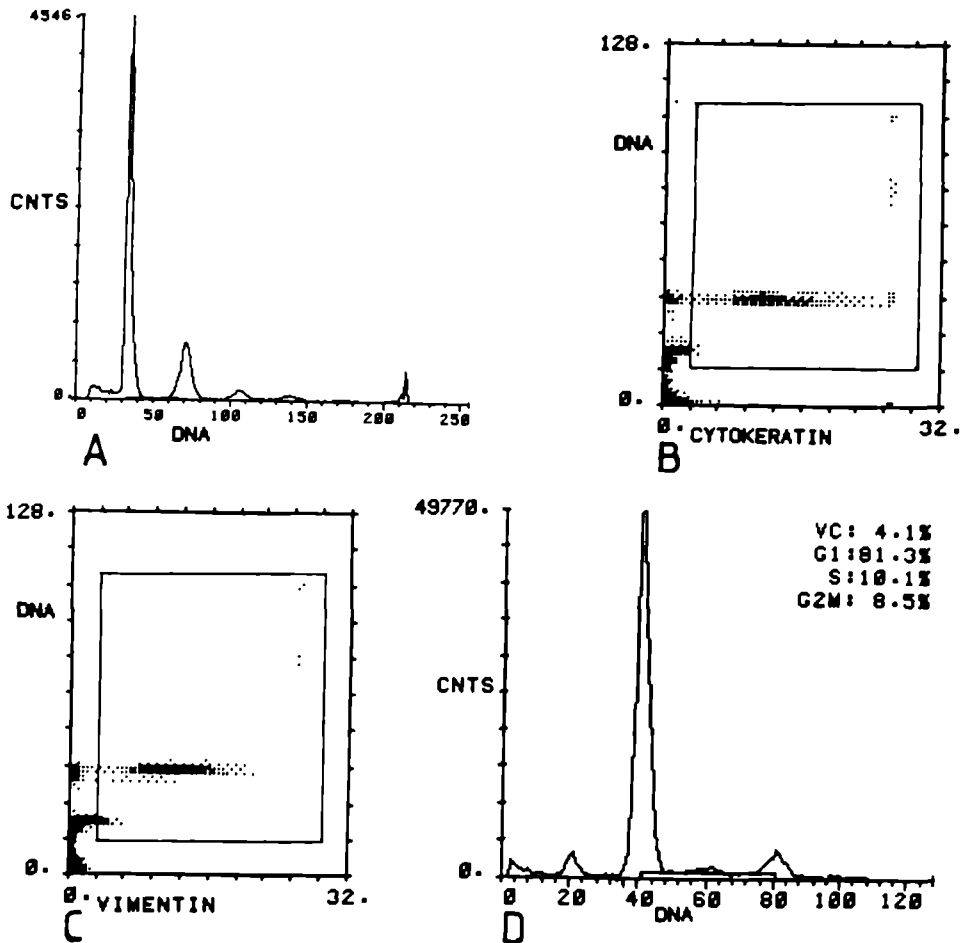 4546
CNTS
0
0 50 100 150 200 250
DNA
A
128.
DNA
0.
0. 32.
CYTOKERATIN
B
128.
DNA
0.
0. 32.
VIMENTIN
C
49770.
VC: 4.1%
G1:81.3%
S:10.1%
G2M: 8.5%
CNTS
0
0 20 40 60 80 100 120
DNA
D